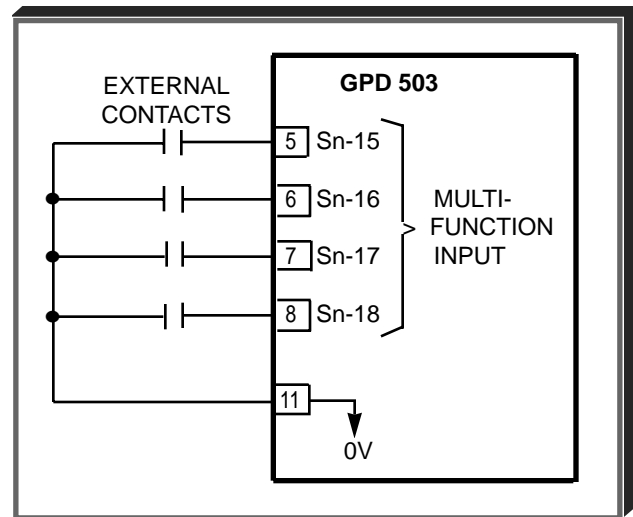 GPD 503
EXTERNAL
CONTACTS
5 Sn-15
6 Sn-16
7 Sn-17
8 Sn-18
MULTI-
FUNCTION
INPUT
11
0V